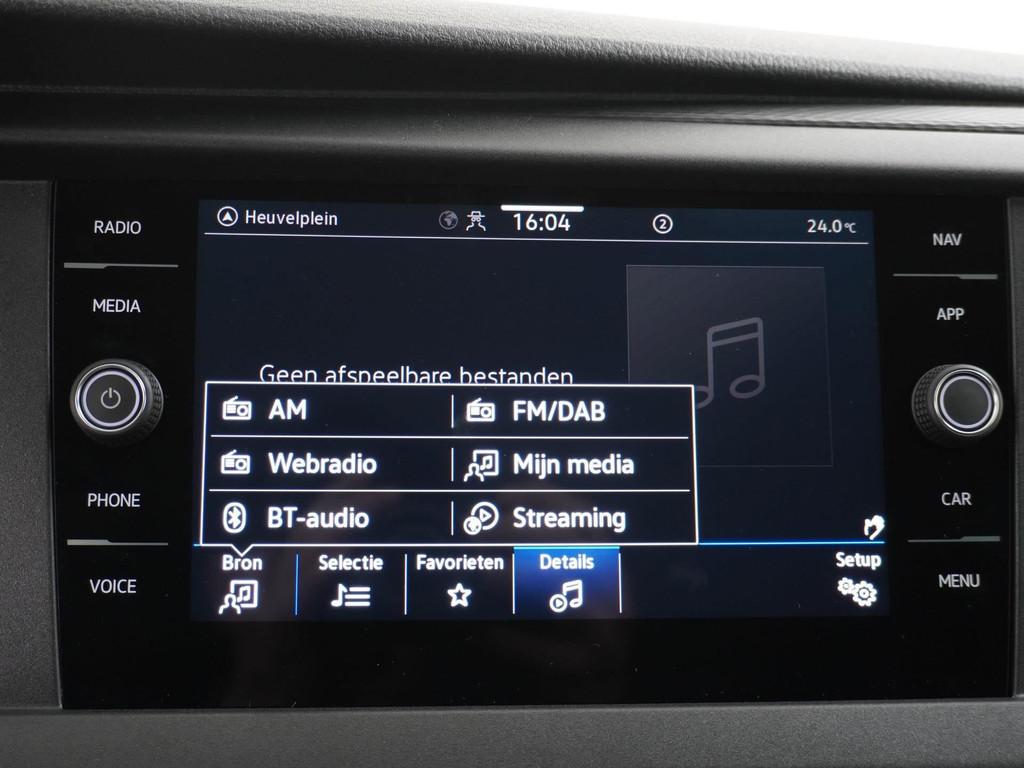 RADIO
MEDIA
PHONE
VOICE
Heuvelplein
16:04
2
24.0°C
Geen afspeelbare bestanden
AM
FM/DAB
Webradio
Mijn media
BT-audio
Streaming
Bron
Selectie
Favorieten
Details
Setup
NAV
APP
CAR
MENU